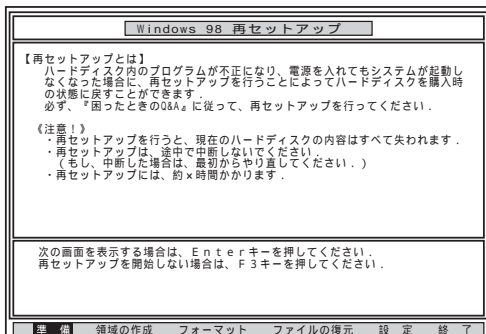 Windows 98 再セットアップ
【再セットアップとは】
ハードディスク内のプログラムが不正になり、電源を入れてもシステムが起動し
なくなった場合に、再セットアップを行うことによってハードディスクを購入時
の状態に戻すことができます．
必ず、『困ったときのQ&A』に従って、再セットアップを行ってください．
《注意！》
・再セットアップを行うと、現在のハードディスクの内容はすべて失われます．
・再セットアップは、途中で中断しないでください．
（もし、中断した場合は、最初からやり直してください．）
・再セットアップには、約×時間かかります．
次の画面を表示する場合は、Ｅｎｔｅｒキーを押してください．
再セットアップを開始しない場合は、Ｆ３キーを押してください．
準 備 領域の作成 フォーマット ファイルの復元 設 定 終 了